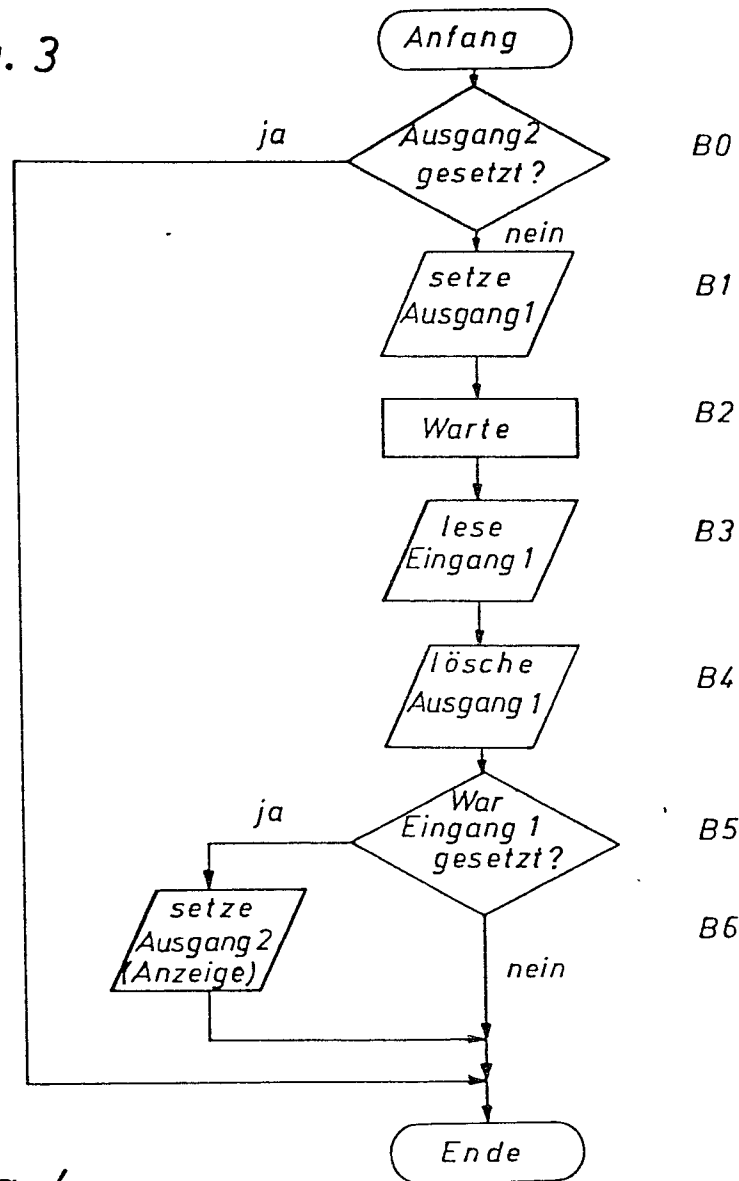 . 3
Anfang
ja
Ausgang2
gesetzt?
B0
nein
setze
Ausgang1
B1
Warte
B2
lese
Eingang 1
B3
lösche
Ausgang 1
B4
War
Eingang 1
gesetzt?
B5
ja
setze
Ausgang 2
(Anzeige)
B6
nein
Ende